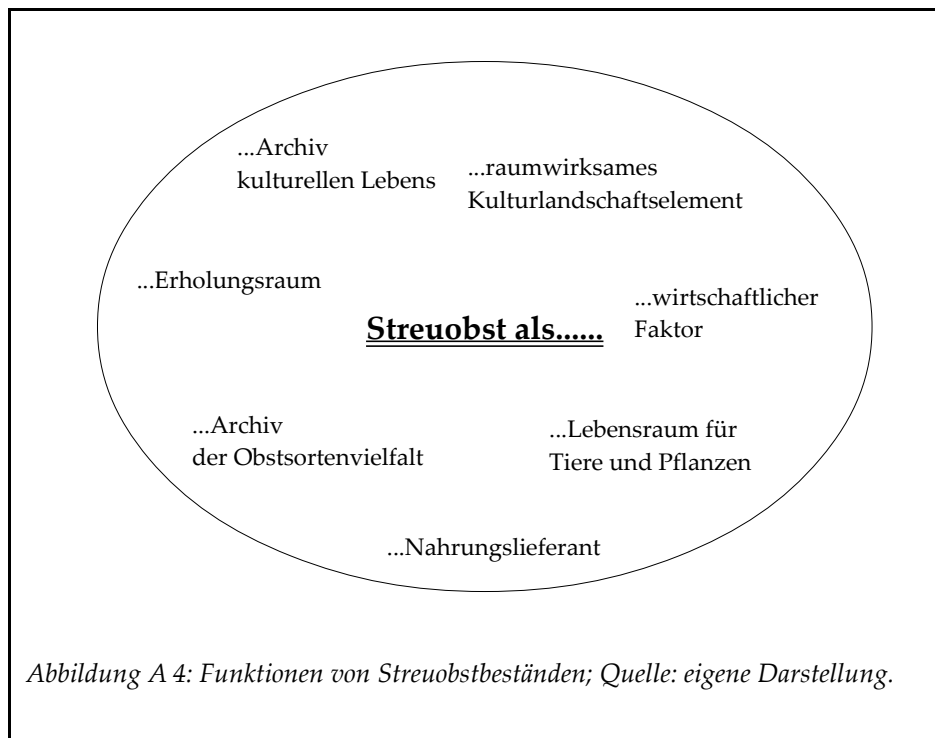 ...Archiv
kulturellen Lebens
...raumwirksames
Kulturlandschaftselement
...Erholungsraum
...wirtschaftlicher
Faktor
Streuobst als......
...Archiv
der Obstsortenvielfalt
...Lebensraum für
Tiere und Pflanzen
...Nahrungslieferant
Abbildung A 4: Funktionen von Streuobstbeständen; Quelle: eigene Darstellung.